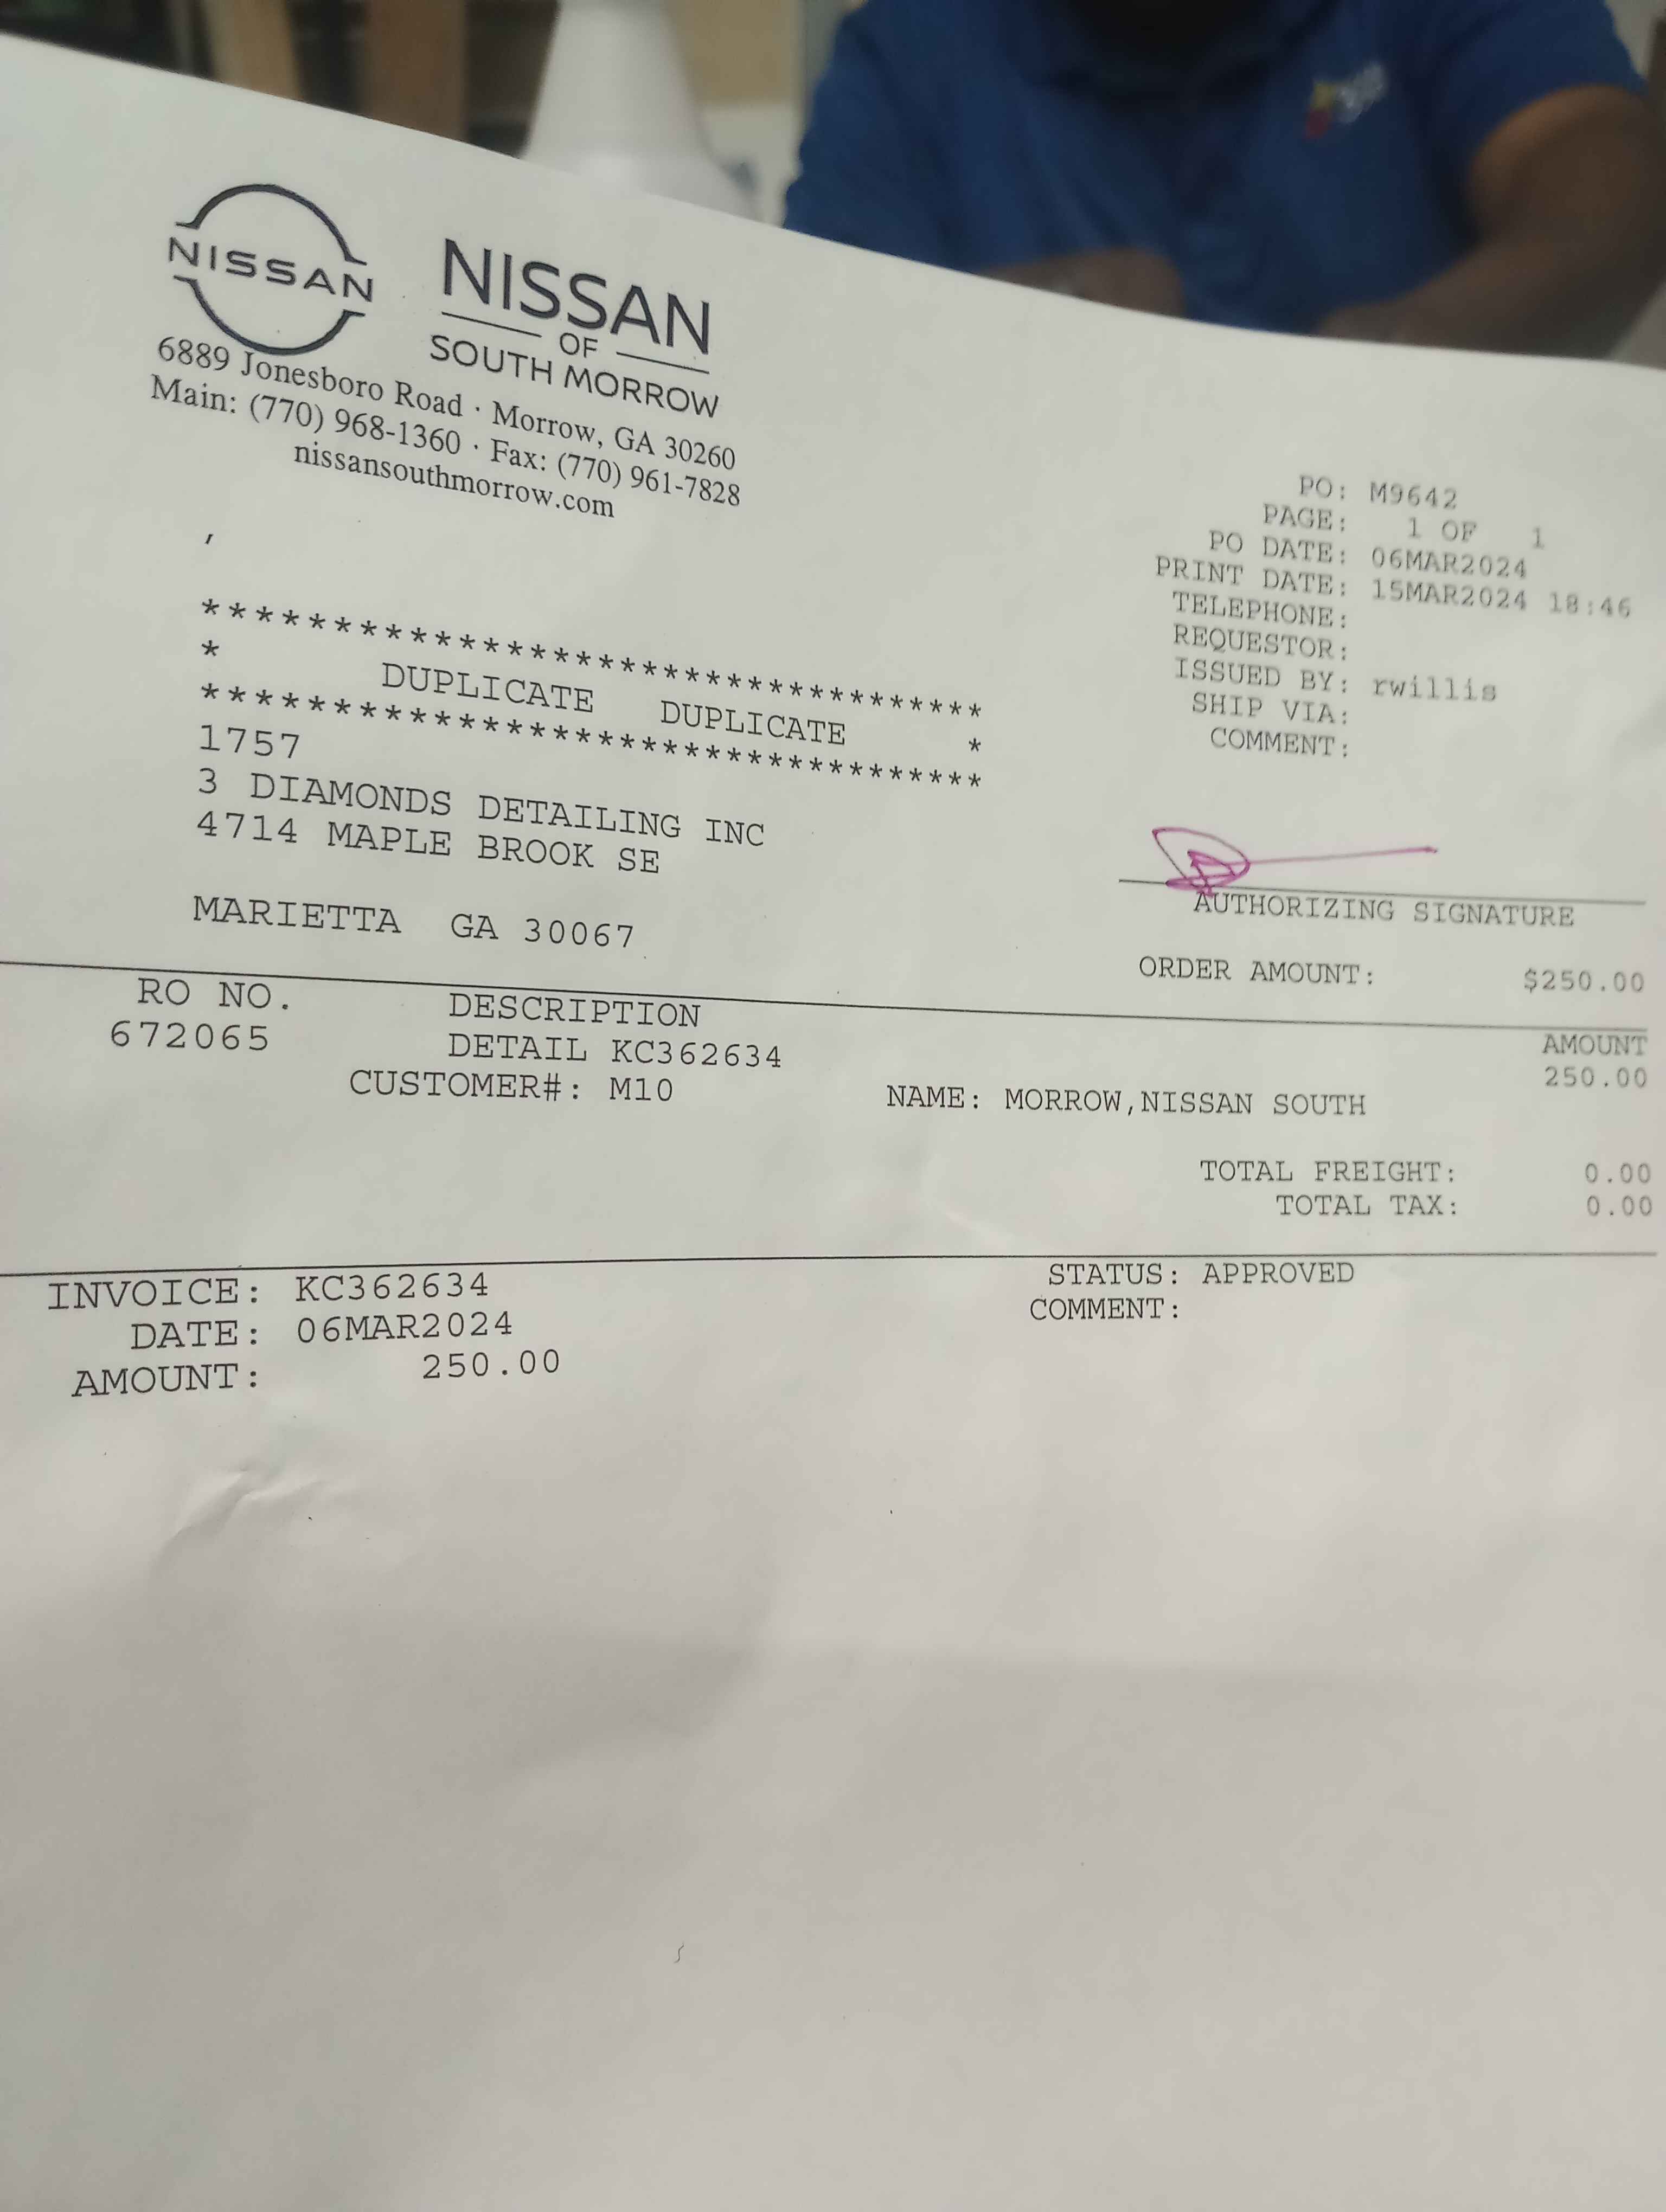 NISSAN
NISSAN
OF
SOUTH MORROW
6889 Jonesboro Road · Morrow, GA 30260
Main: (770) 968-1360 · Fax: (770) 961-7828
nissansouthmorrow.com
,
PO: M9642
PAGE: 1 OF 1
PO DATE: 06MAR2024
PRINT DATE: 15MAR2024 18:46
TELEPHONE:
REQUESTOR:
ISSUED BY: rwillis
SHIP VIA:
COMMENT:
**********************************
* DUPLICATE DUPLICATE *
**********************************
1757
3 DIAMONDS DETAILING INC
4714 MAPLE BROOK SE
MARIETTA GA 30067
AUTHORIZING SIGNATURE
ORDER AMOUNT: $250.00
RO NO. DESCRIPTION AMOUNT
672065 DETAIL KC362634 250.00
CUSTOMER#: M10 NAME: MORROW,NISSAN SOUTH
TOTAL FREIGHT: 0.00
TOTAL TAX: 0.00
INVOICE: KC362634 STATUS: APPROVED
DATE: 06MAR2024 COMMENT:
AMOUNT: 250.00